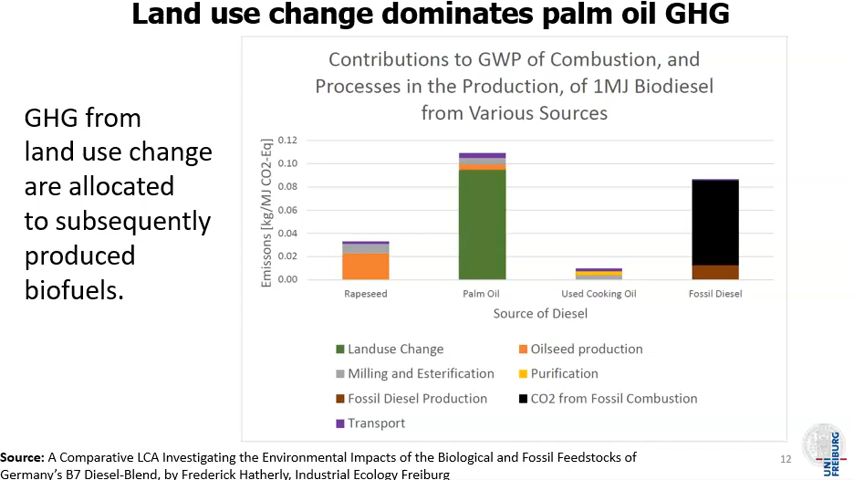 Land use change dominates palm oil GHG
GHG from
land use change
are allocated
to subsequently
produced
biofuels.
Contributions to GWP of Combustion, and
Processes in the Production, of 1MJ Biodiesel
from Various Sources
Emissons [kg/MJ CO2-Eq]
0.12
0.10
0.08
0.06
0.04
0.02
0.00
Rapeseed Palm Oil Used Cooking Oil Fossil Diesel
Source of Diesel
Landuse Change Oilseed production
Milling and Esterification Purification
Fossil Diesel Production CO2 from Fossil Combustion
Transport
Source: A Comparative LCA Investigating the Environmental Impacts of the Biological and Fossil Feedstocks of
Germany's B7 Diesel-Blend, by Frederick Hatherly, Industrial Ecology Freiburg
12
UNI
FREIBURG